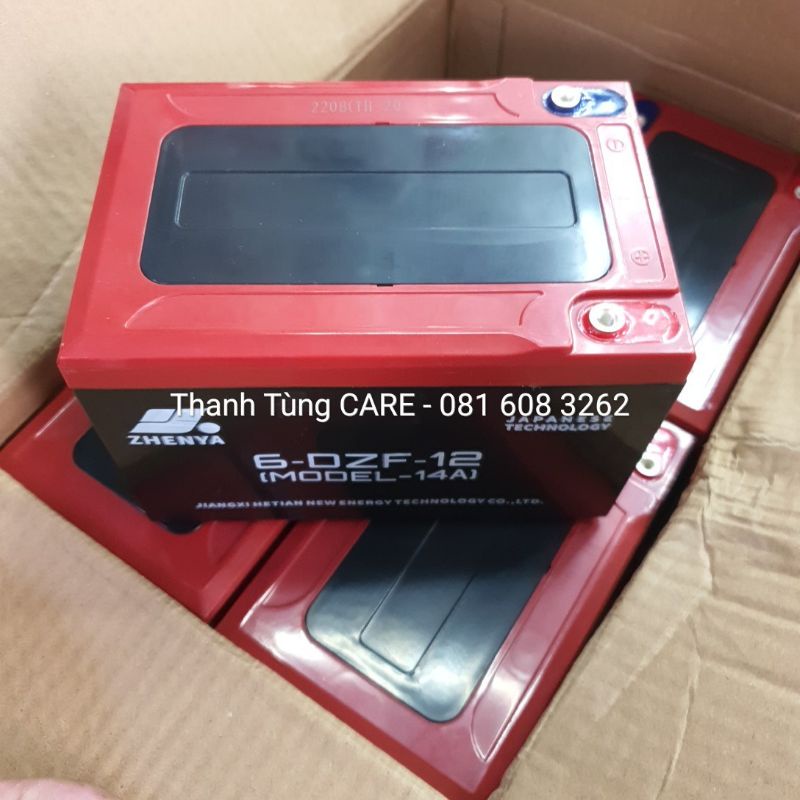 Thanh Tùng CARE - 081 608 3262
ZHENYA
JAPANESE
TECHNOLOGY
6-DZF-12
(MODEL-14A)
JIANGXI HETIAN NEW ENERGY TECHNOLOGY CO.,LTD.